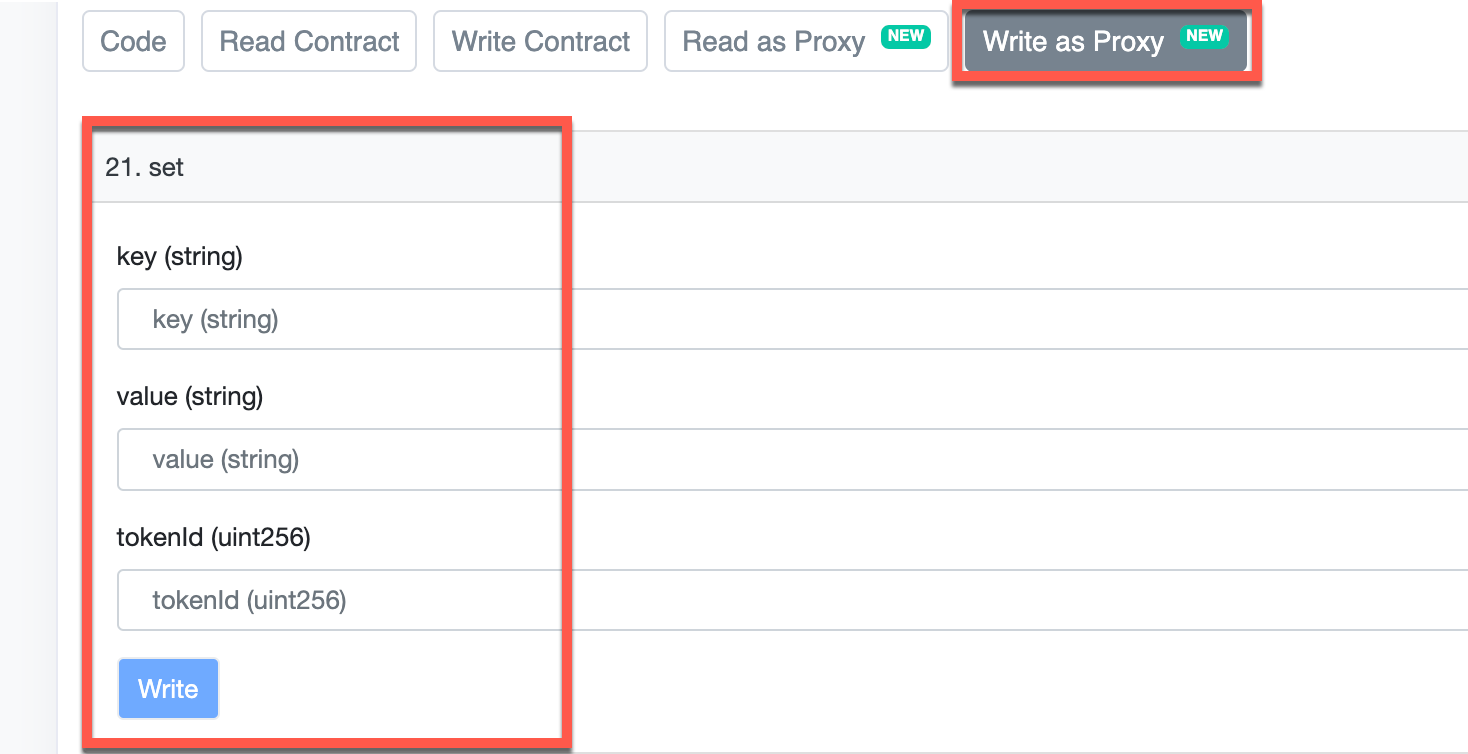 Code Read Contract Write Contract Read as Proxy NEW Write as Proxy NEW
21. set
key (string)
key (string)
value (string)
value (string)
tokenId (uint256)
tokenId (uint256)
Write